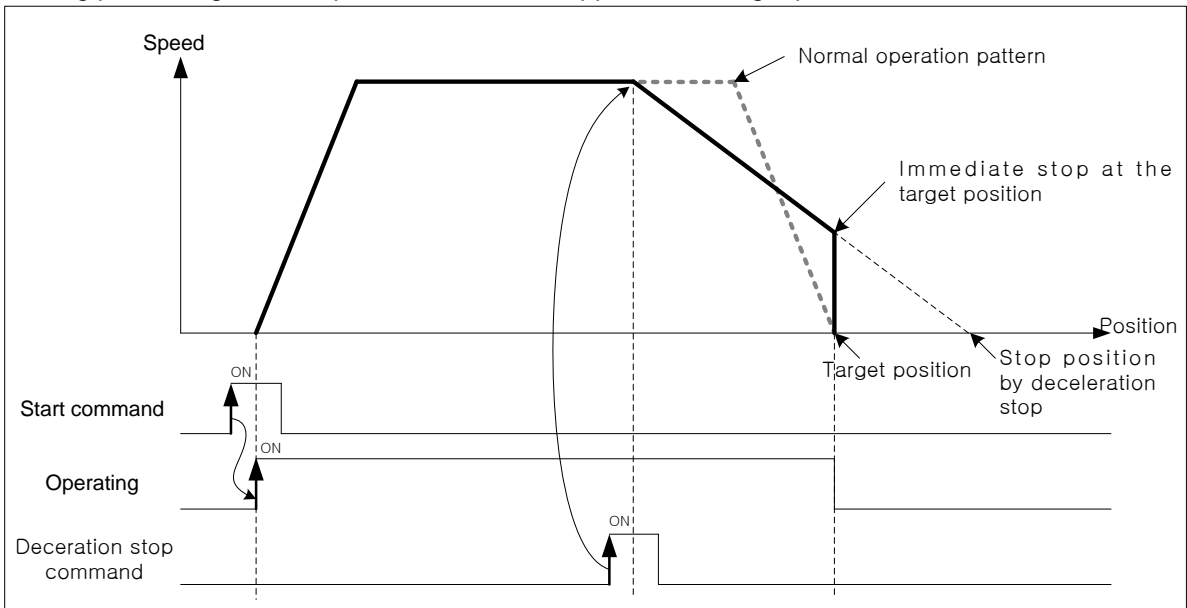 Speed
Normal operation pattern
Immediate stop at the
target position
Position
Target position
Stop position
by deceleration
stop
ON
Start command
ON
Operating
ON
Deceration stop
command